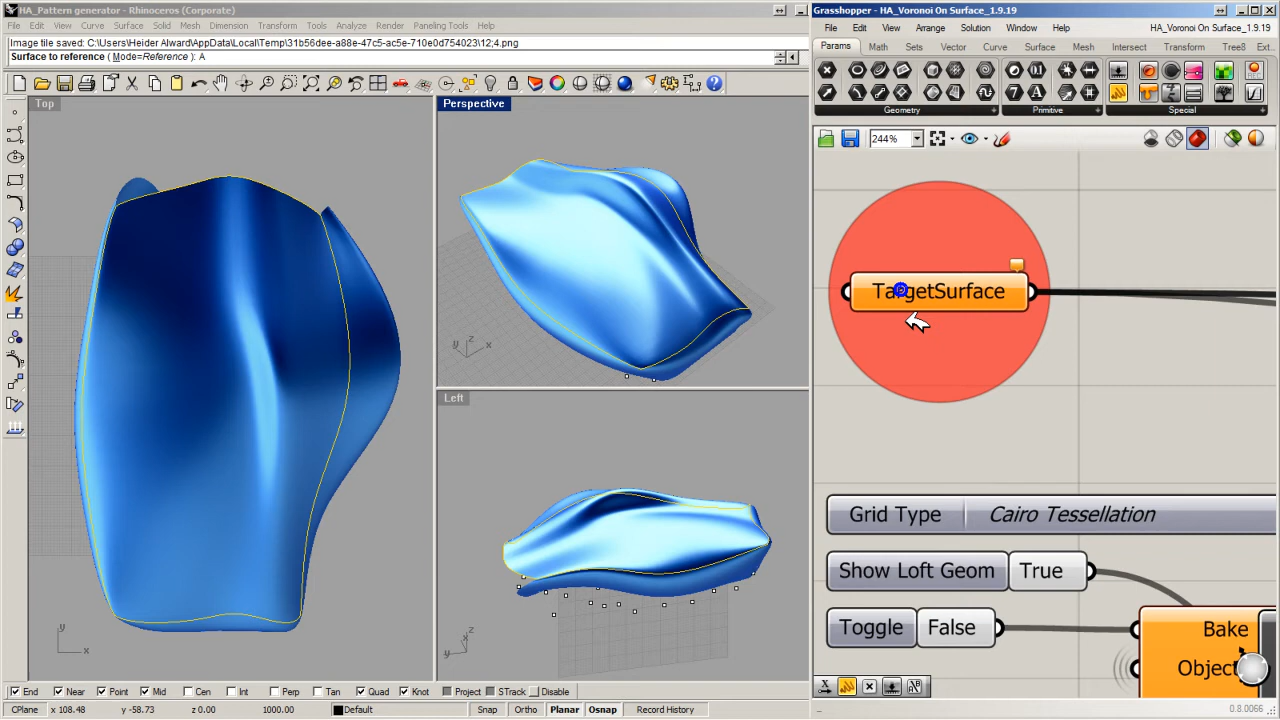 HA_Pattern generator - Rhinoceros (Corporate)
File Edit View Curve Surface Solid Mesh Dimension Transform Tools Analyze Render Paneling Tools Help
Image tile saved: C:\Users\Heider Alward\AppData\Local\Temp\31b56dee-a88e-47c5-ac5e-710e0d754023\12;4.png
Surface to reference ( Mode=Reference ): A
Top
Perspective
Left
y
x
z
y
x
z
x
y
End Near Point Mid Cen Int Perp Tan Quad Knot Project STrack Disable
CPlane x 108.48 y -58.73 z 0.00 1000.00 Default Snap Ortho Planar Osnap Record History
Grasshopper - HA_Voronoi On Surface_1.9.19
File Edit View Arrange Solution Window Help HA_Voronoi On Surface_1.9.19
Params Math Sets Vector Curve Surface Mesh Intersect Transform Tree8 Ext...
Geometry Primitive Special
244%
TargetSurface
Grid Type Cairo Tessellation
Show Loft Geom True
Toggle False
Bake
Object
0.8.0066